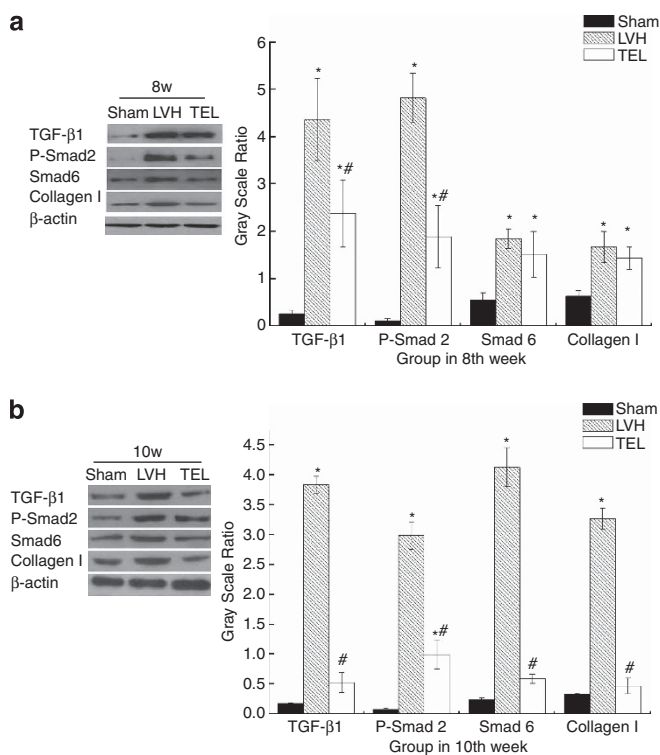 a
8w
Sham LVH TEL
TGF-β1
P-Smad2
Smad6
Collagen I
β-actin
Sham
LVH
TEL
Gray Scale Ratio
6
5
4
3
2
1
0
*
*#
*
*#
*
*
*
*
TGF-β1 P-Smad 2 Smad 6 Collagen I
Group in 8th week
b
10w
Sham LVH TEL
TGF-β1
P-Smad2
Smad6
Collagen I
β-actin
Sham
LVH
TEL
Gray Scale Ratio
4.5
4.0
3.5
3.0
2.5
2.0
1.5
1.0
0.5
0.0
*
#
*
*#
*
#
*
#
TGF-β1 P-Smad 2 Smad 6 Collagen I
Group in 10th week